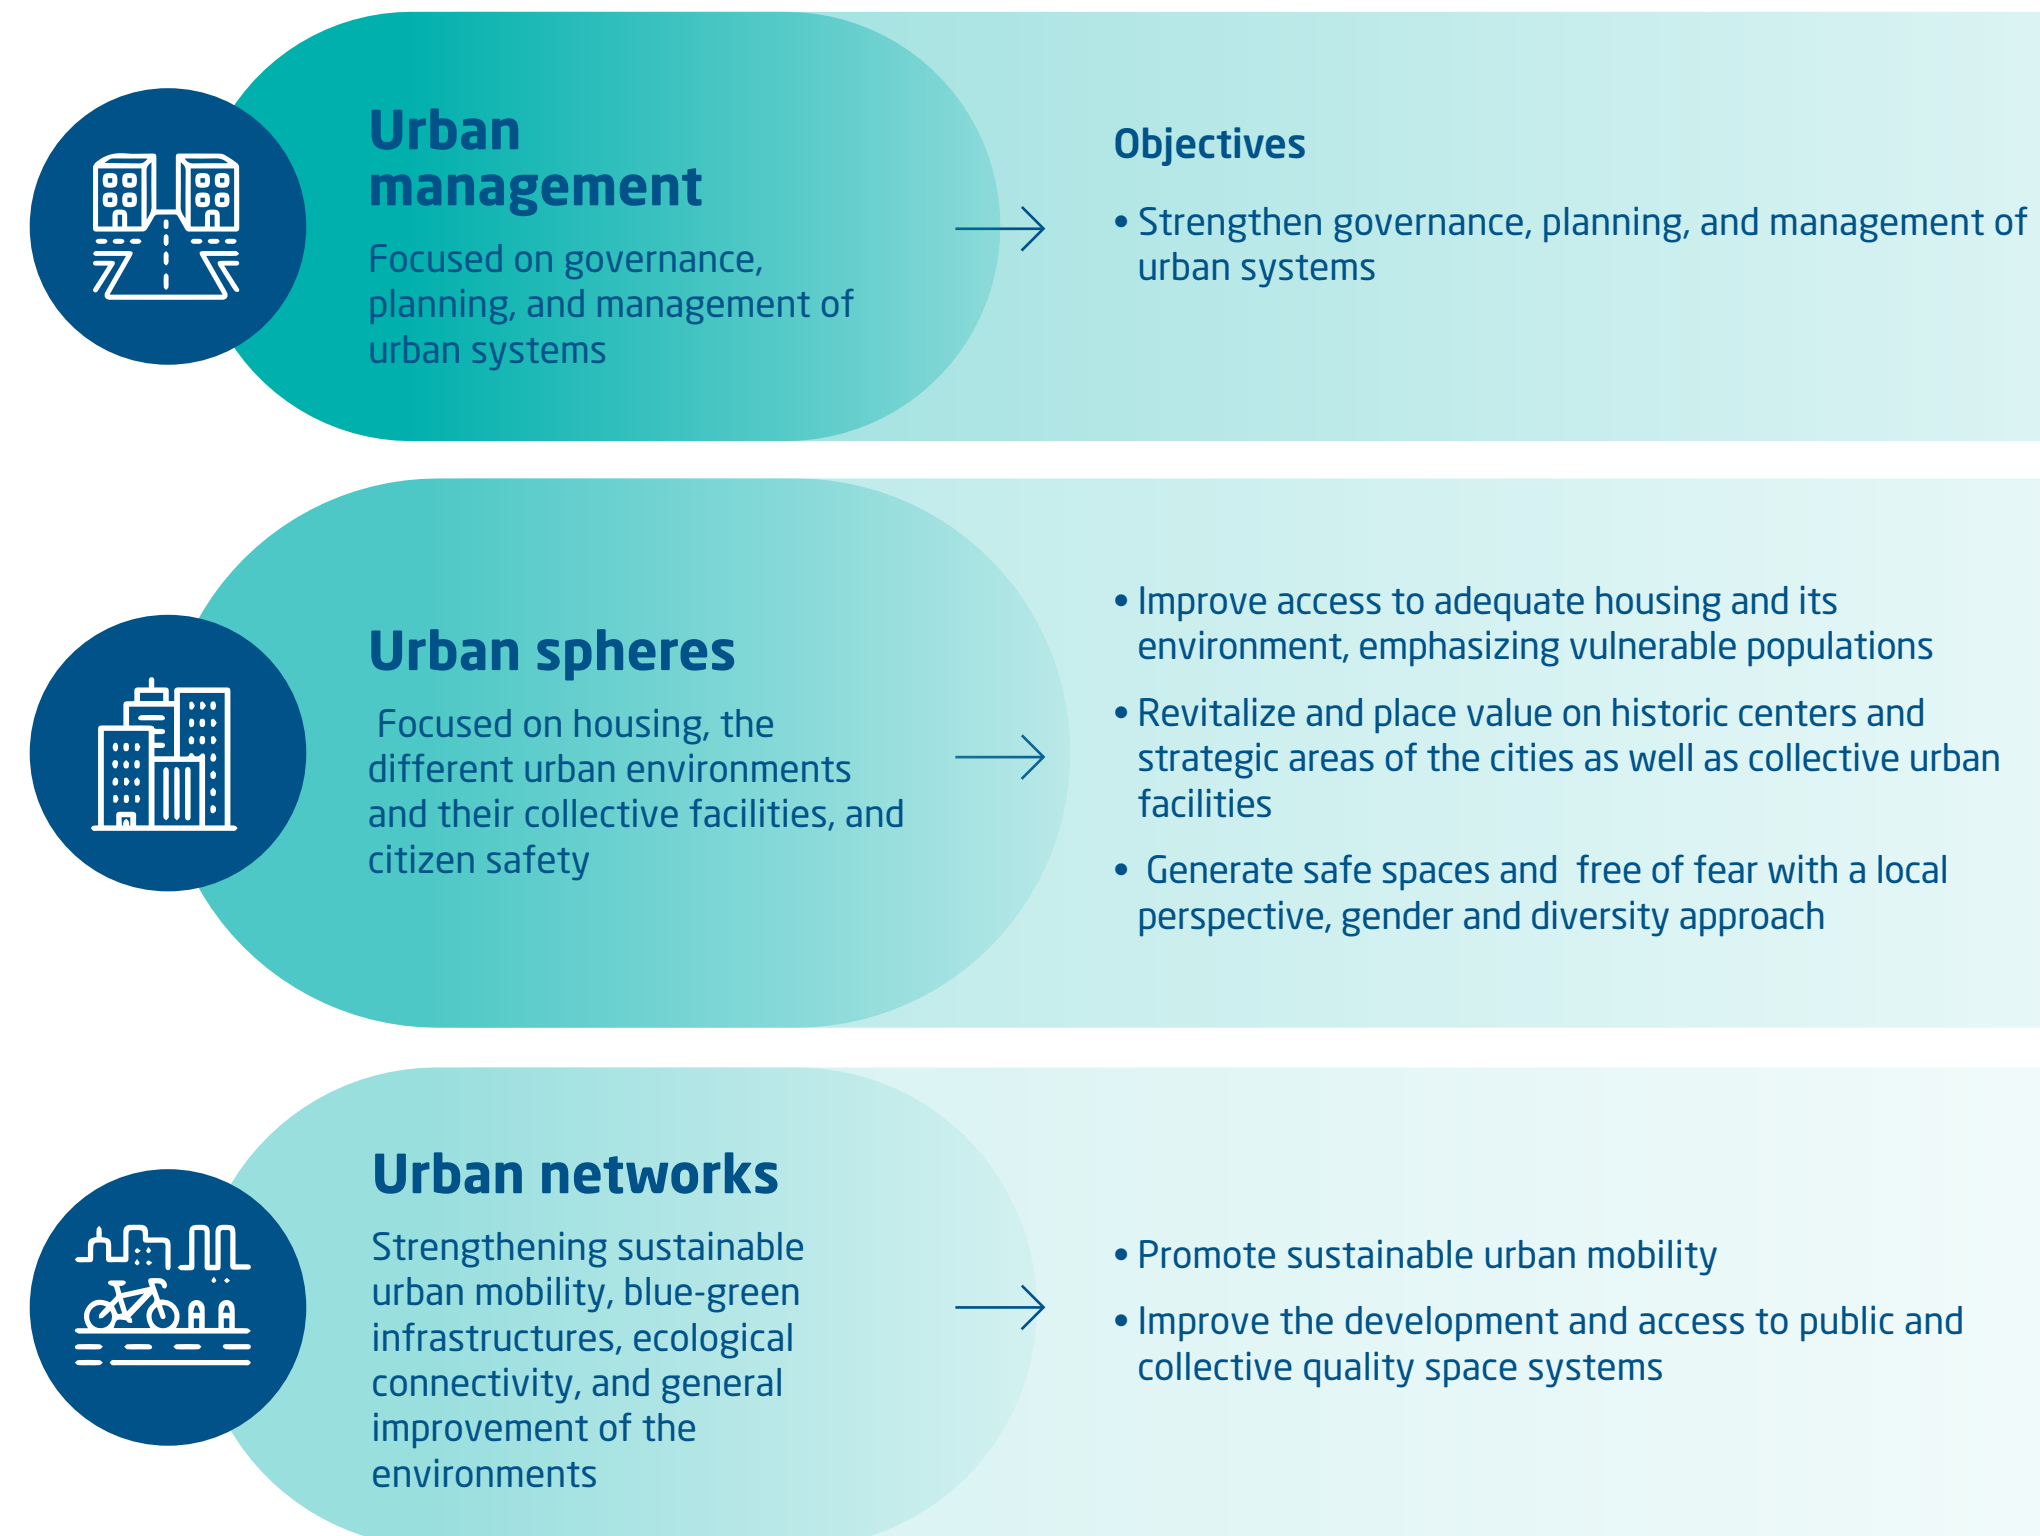 Urban
management
Focused on governance,
planning, and management of
urban systems
Objectives
• Strengthen governance, planning, and management of
urban systems
Urban spheres
Focused on housing, the
different urban environments
and their collective facilities, and
citizen safety
• Improve access to adequate housing and its
environment, emphasizing vulnerable populations
• Revitalize and place value on historic centers and
strategic areas of the cities as well as collective urban
facilities
• Generate safe spaces and free of fear with a local
perspective, gender and diversity approach
Urban networks
Strengthening sustainable
urban mobility, blue-green
infrastructures, ecological
connectivity, and general
improvement of the
environments
• Promote sustainable urban mobility
• Improve the development and access to public and
collective quality space systems